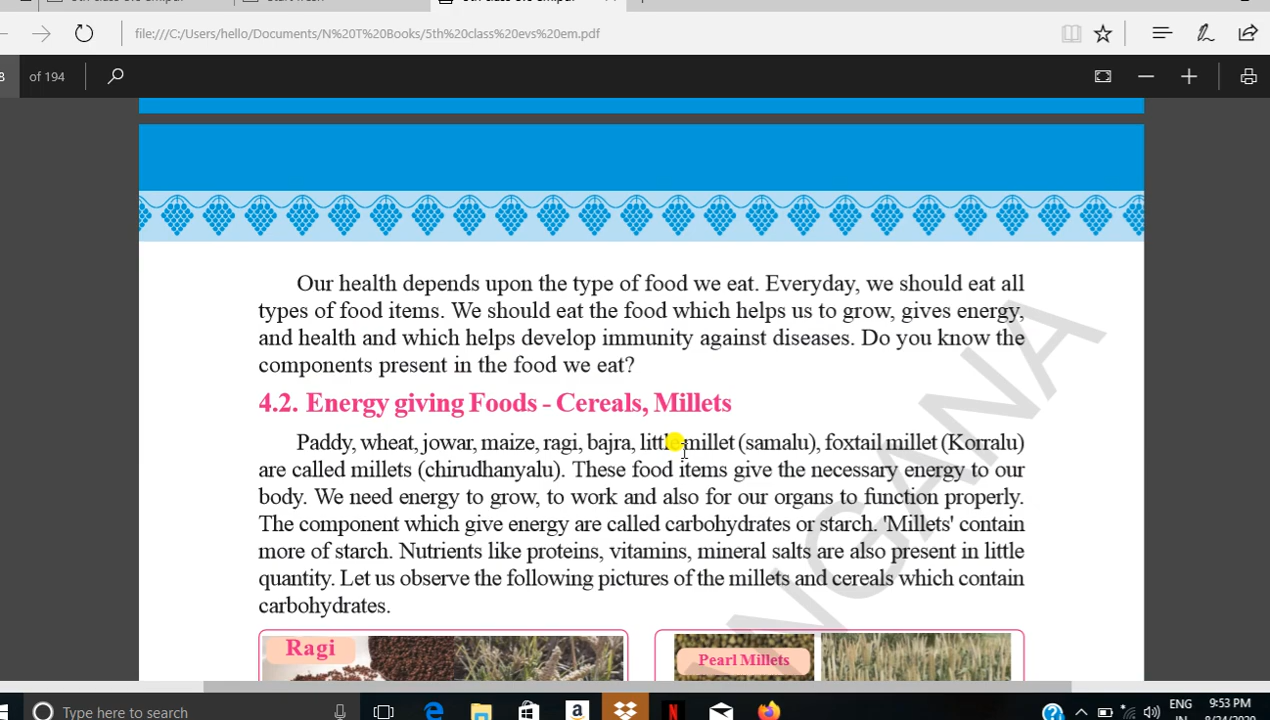 file:///C:/Users/hello/Documents/N%20T%20Books/5th%20class%20evs%20em.pdf
8 of 194
Our health depends upon the type of food we eat. Everyday, we should eat all
types of food items. We should eat the food which helps us to grow, gives energy,
and health and which helps develop immunity against diseases. Do you know the
components present in the food we eat?
4.2. Energy giving Foods - Cereals, Millets
Paddy, wheat, jowar, maize, ragi, bajra, little millet (samalu), foxtail millet (Korralu)
are called millets (chirudhanyalu). These food items give the necessary energy to our
body. We need energy to grow, to work and also for our organs to function properly.
The component which give energy are called carbohydrates or starch. 'Millets' contain
more of starch. Nutrients like proteins, vitamins, mineral salts are also present in little
quantity. Let us observe the following pictures of the millets and cereals which contain
carbohydrates.
Ragi
Pearl Millets
NGANA
Type here to search
ENG
9:53 PM
IN
8/24/2020